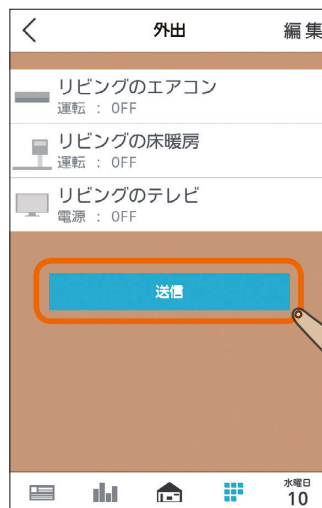 外出
編集
リビングのエアコン
運転 : OFF
リビングの床暖房
運転 : OFF
リビングのテレビ
電源 : OFF
送信
水曜日
10